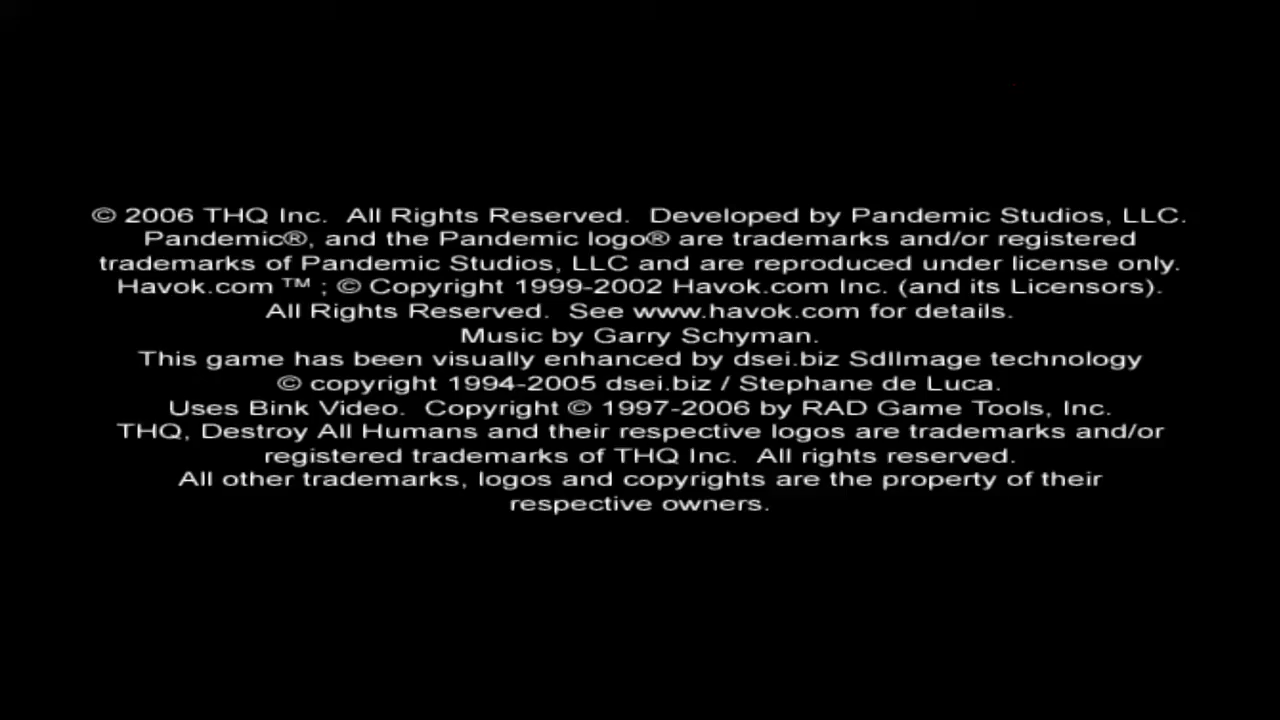 © 2006 THQ Inc.  All Rights Reserved.  Developed by Pandemic Studios, LLC.
Pandemic®, and the Pandemic logo® are trademarks and/or registered
trademarks of Pandemic Studios, LLC and are reproduced under license only.
Havok.com ™ ; © Copyright 1999-2002 Havok.com Inc. (and its Licensors).
All Rights Reserved.  See www.havok.com for details.
Music by Garry Schyman.
This game has been visually enhanced by dsei.biz SdlImage technology
© copyright 1994-2005 dsei.biz / Stephane de Luca.
Uses Bink Video.  Copyright © 1997-2006 by RAD Game Tools, Inc.
THQ, Destroy All Humans and their respective logos are trademarks and/or
registered trademarks of THQ Inc.  All rights reserved.
All other trademarks, logos and copyrights are the property of their
respective owners.